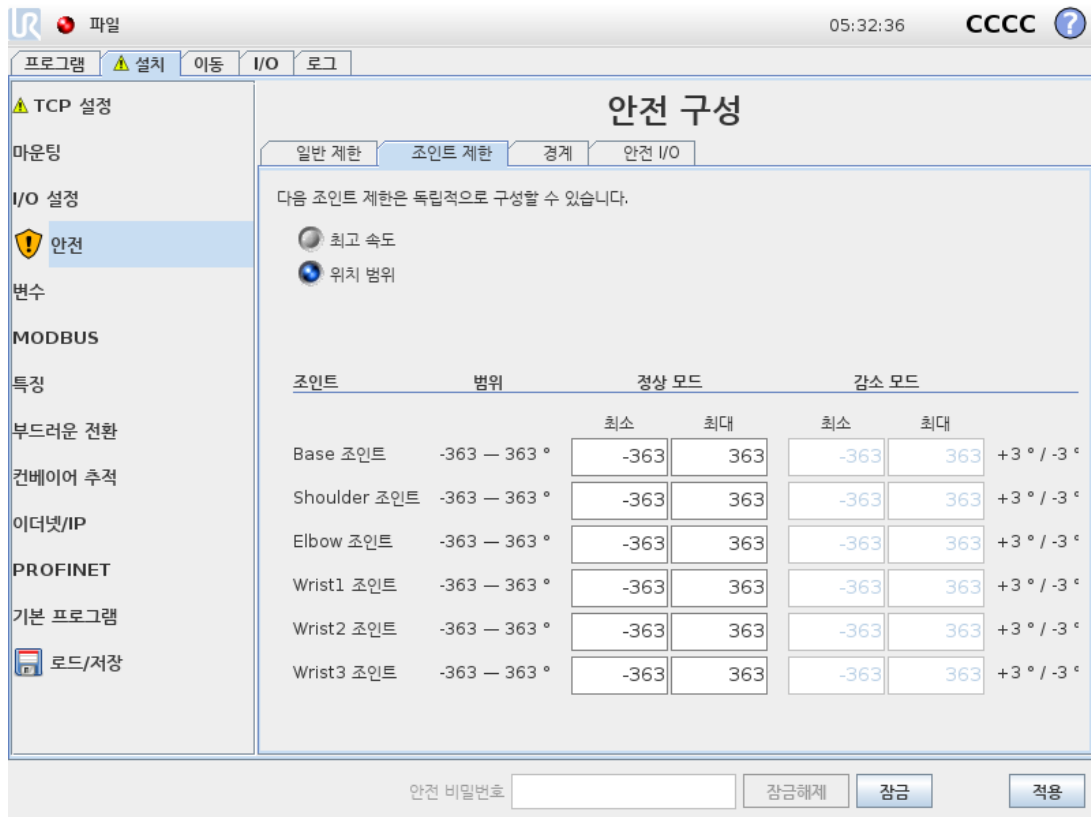 UR 파일 05:32:36 CCCC ?
프로그램 설치 이동 I/O 로그
TCP 설정
마운팅
I/O 설정
안전
변수
MODBUS
특징
부드러운 전환
컨베이어 추적
이더넷/IP
PROFINET
기본 프로그램
로드/저장
안전 구성
일반 제한 조인트 제한 경계 안전 I/O
다음 조인트 제한은 독립적으로 구성할 수 있습니다.
최고 속도
위치 범위
조인트 범위 정상 모드 감소 모드
최소 최대 최소 최대
Base 조인트 -363 — 363 ° -363 363 -363 363 +3 ° / -3 °
Shoulder 조인트 -363 — 363 ° -363 363 -363 363 +3 ° / -3 °
Elbow 조인트 -363 — 363 ° -363 363 -363 363 +3 ° / -3 °
Wrist1 조인트 -363 — 363 ° -363 363 -363 363 +3 ° / -3 °
Wrist2 조인트 -363 — 363 ° -363 363 -363 363 +3 ° / -3 °
Wrist3 조인트 -363 — 363 ° -363 363 -363 363 +3 ° / -3 °
안전 비밀번호 잠금해제 잠금 적용